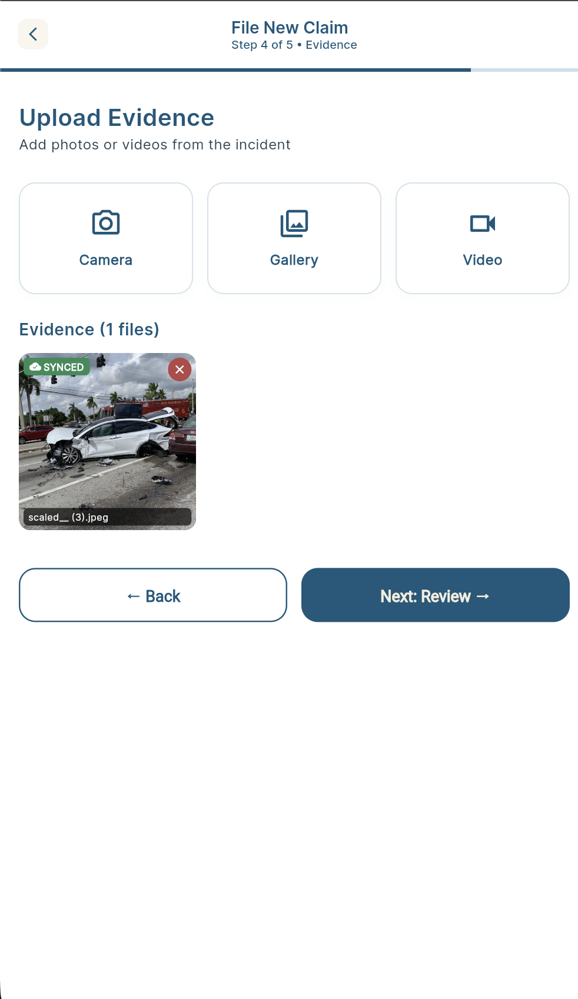 File New Claim
Step 4 of 5 • Evidence
Upload Evidence
Add photos or videos from the incident
Camera
Gallery
Video
Evidence (1 files)
SYNCED
scaled__ (3).jpeg
← Back
Next: Review →